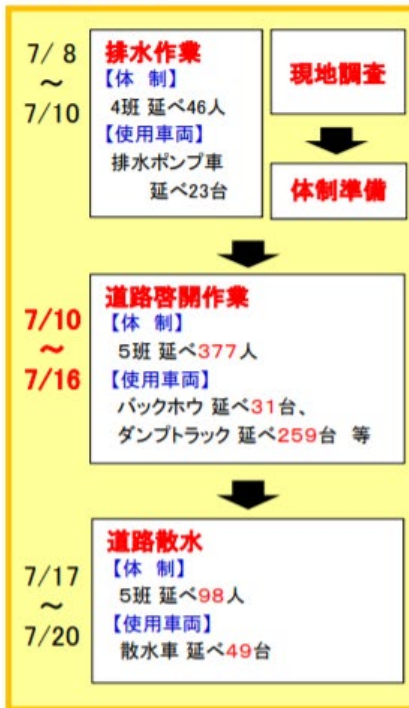 7/8
～
7/10
排水作業
【体 制】
4班 延べ46人
【使用車両】
排水ポンプ車
延べ23台
現地調査
体制準備
7/10
～
7/16
道路啓開作業
【体 制】
5班 延べ377人
【使用車両】
バックホウ 延べ31台、
ダンプトラック 延べ259台 等
7/17
～
7/20
道路散水
【体 制】
5班 延べ98人
【使用車両】
散水車 延べ49台